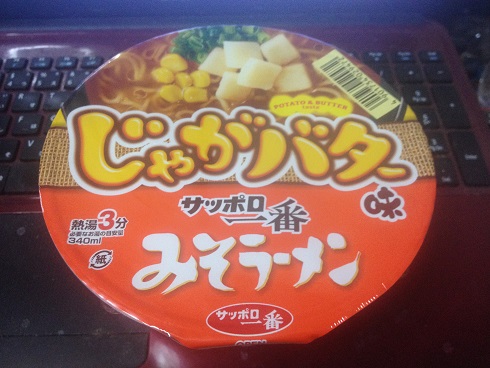 POTATO & BUTTER
taste
じゃがバター味
サッポロ
一番
みそラーメン
熱湯3分
必要なお湯の目安量
340ml
紙
サッポロ
一番
OPEN